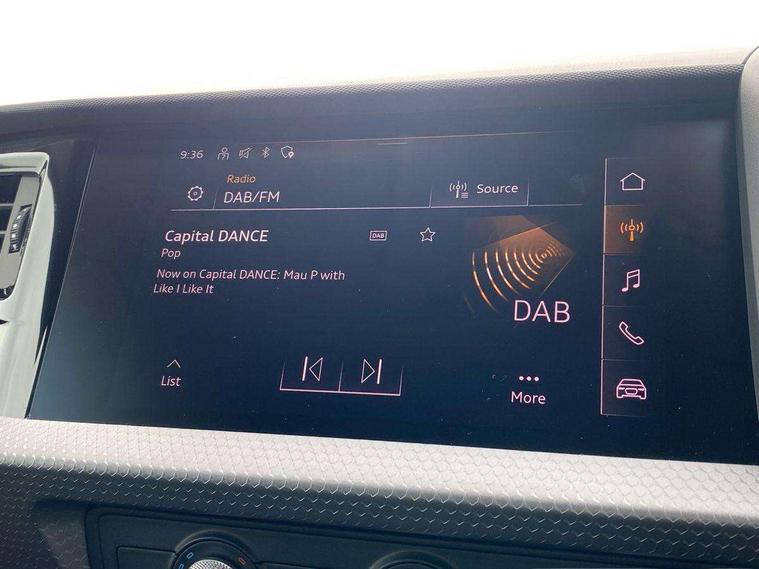 9:36
Radio
DAB/FM
Source
Capital DANCE
DAB
Pop
Now on Capital DANCE: Mau P with
Like I Like It
DAB
List
More